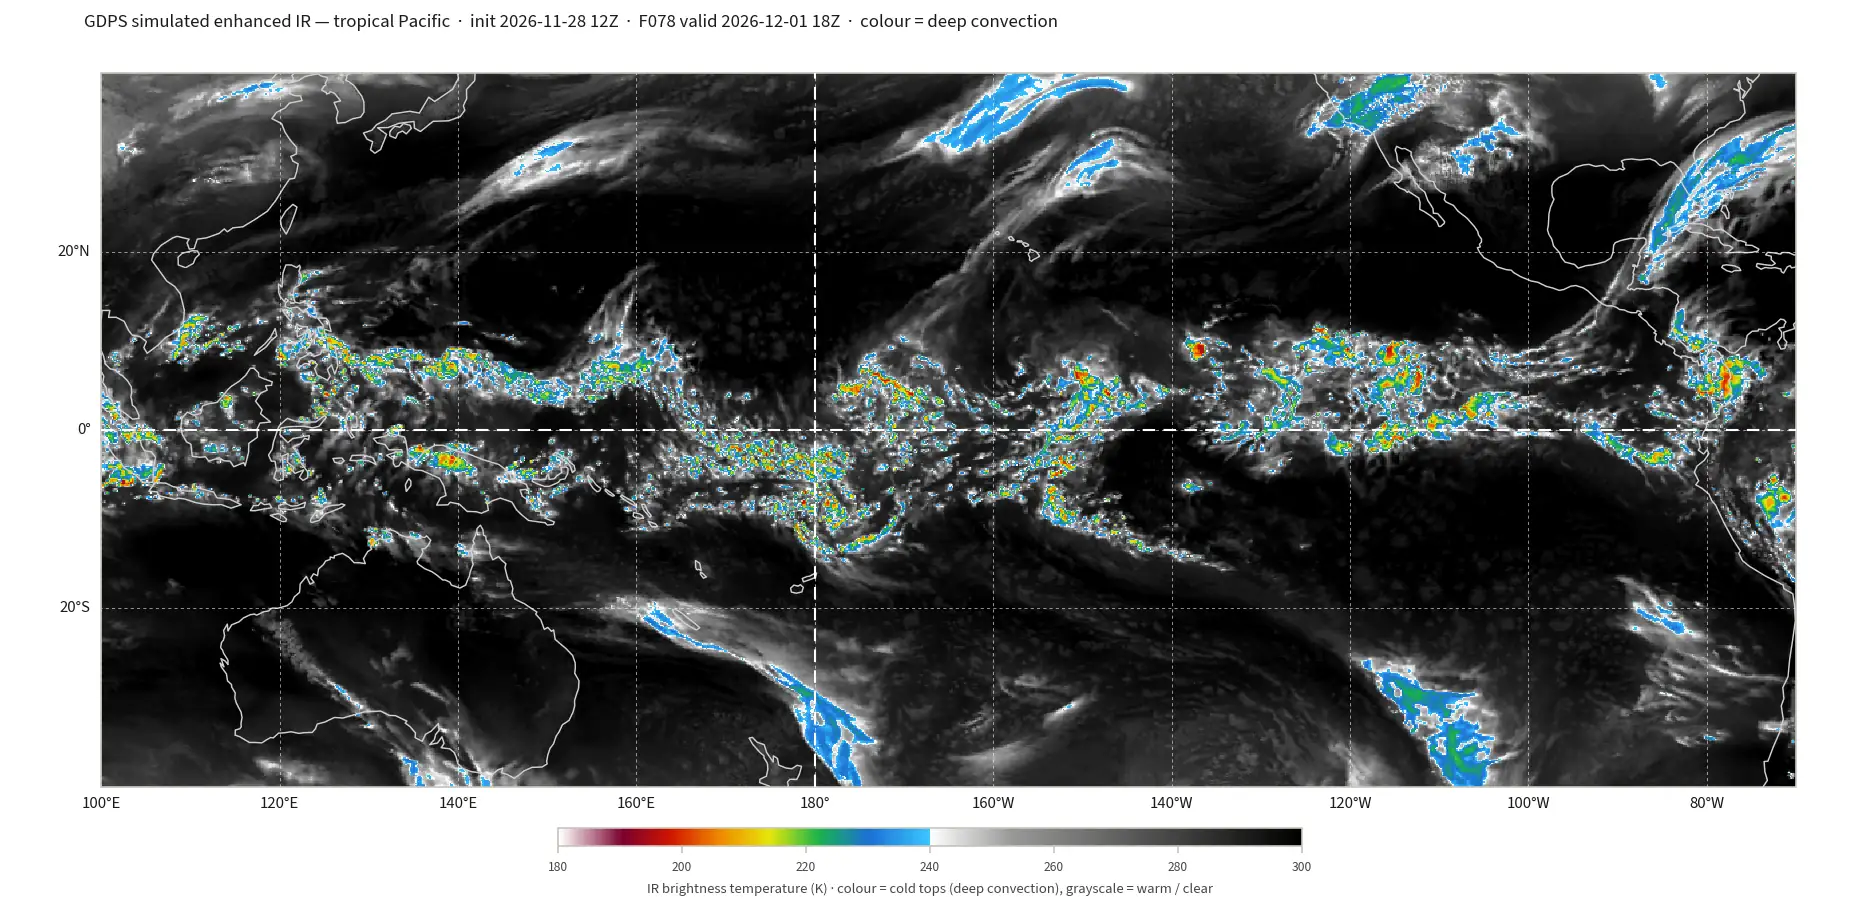 GDPS simulated enhanced IR — tropical Pacific · init 2026-11-28 12Z · F078 valid 2026-12-01 18Z · colour = deep convection
20°N
0°
20°S
100°E 120°E 140°E 160°E 180° 160°W 140°W 120°W 100°W 80°W
180 200 220 240 260 280 300
IR brightness temperature (K) · colour = cold tops (deep convection), grayscale = warm / clear